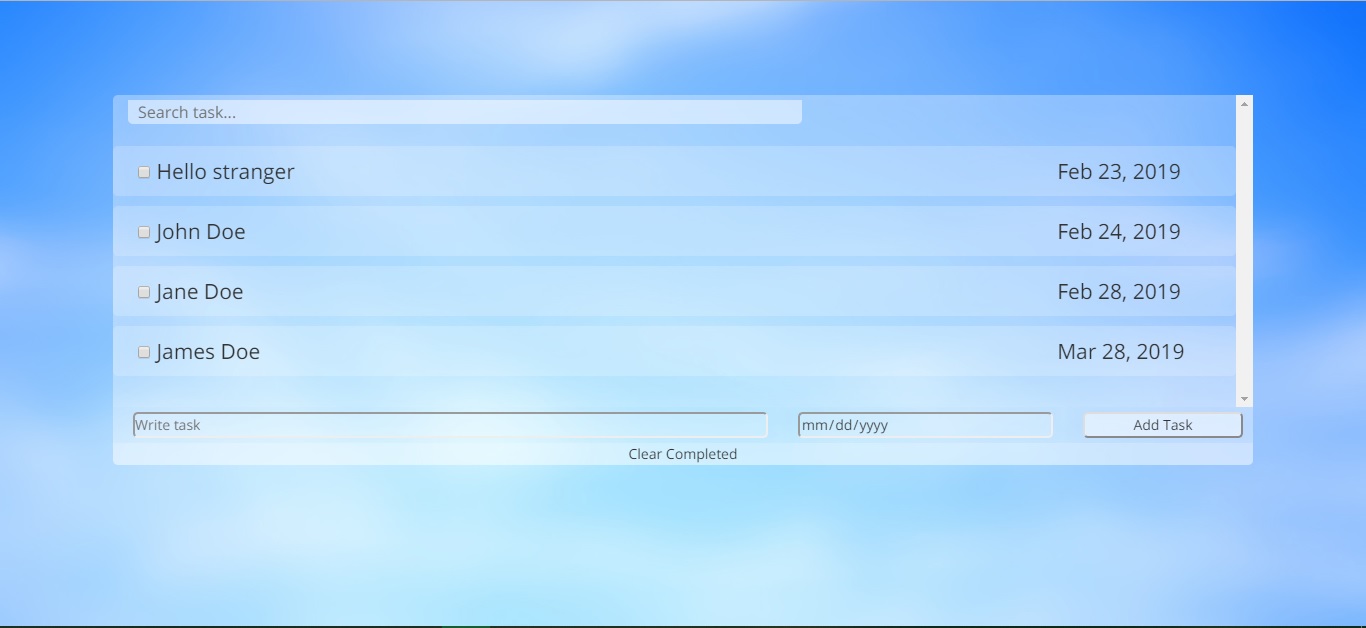 Search task...
Hello stranger Feb 23, 2019
John Doe Feb 24, 2019
Jane Doe Feb 28, 2019
James Doe Mar 28, 2019
Write task mm/dd/yyyy Add Task
Clear Completed